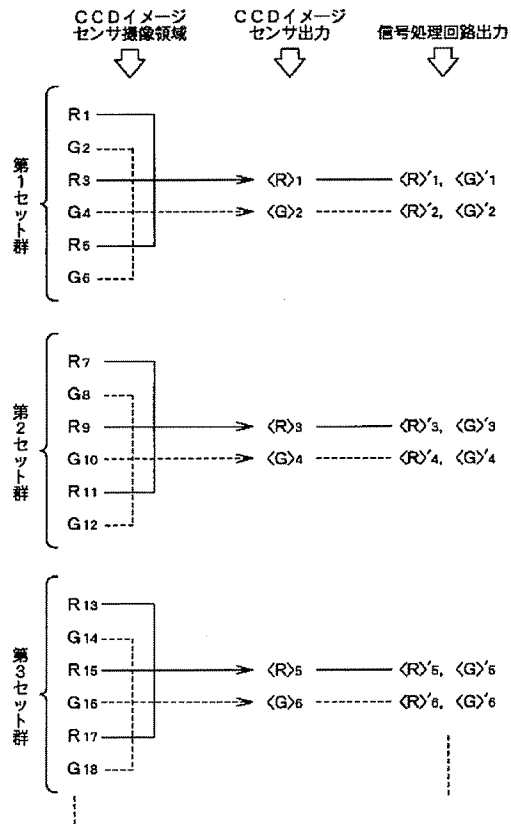 CCDイメージ
センサ撮像領域
CCDイメージ
センサ出力
信号処理回路出力
第1セット群
R1
G2
R3
〈R〉1
〈R〉'1, 〈G〉'1
G4
〈G〉2
〈R〉'2, 〈G〉'2
R5
G6
第2セット群
R7
G8
R9
〈R〉3
〈R〉'3, 〈G〉'3
G10
〈G〉4
〈R〉'4, 〈G〉'4
R11
G12
第3セット群
R13
G14
R15
〈R〉5
〈R〉'5, 〈G〉'5
G16
〈G〉6
〈R〉'6, 〈G〉'6
R17
G18